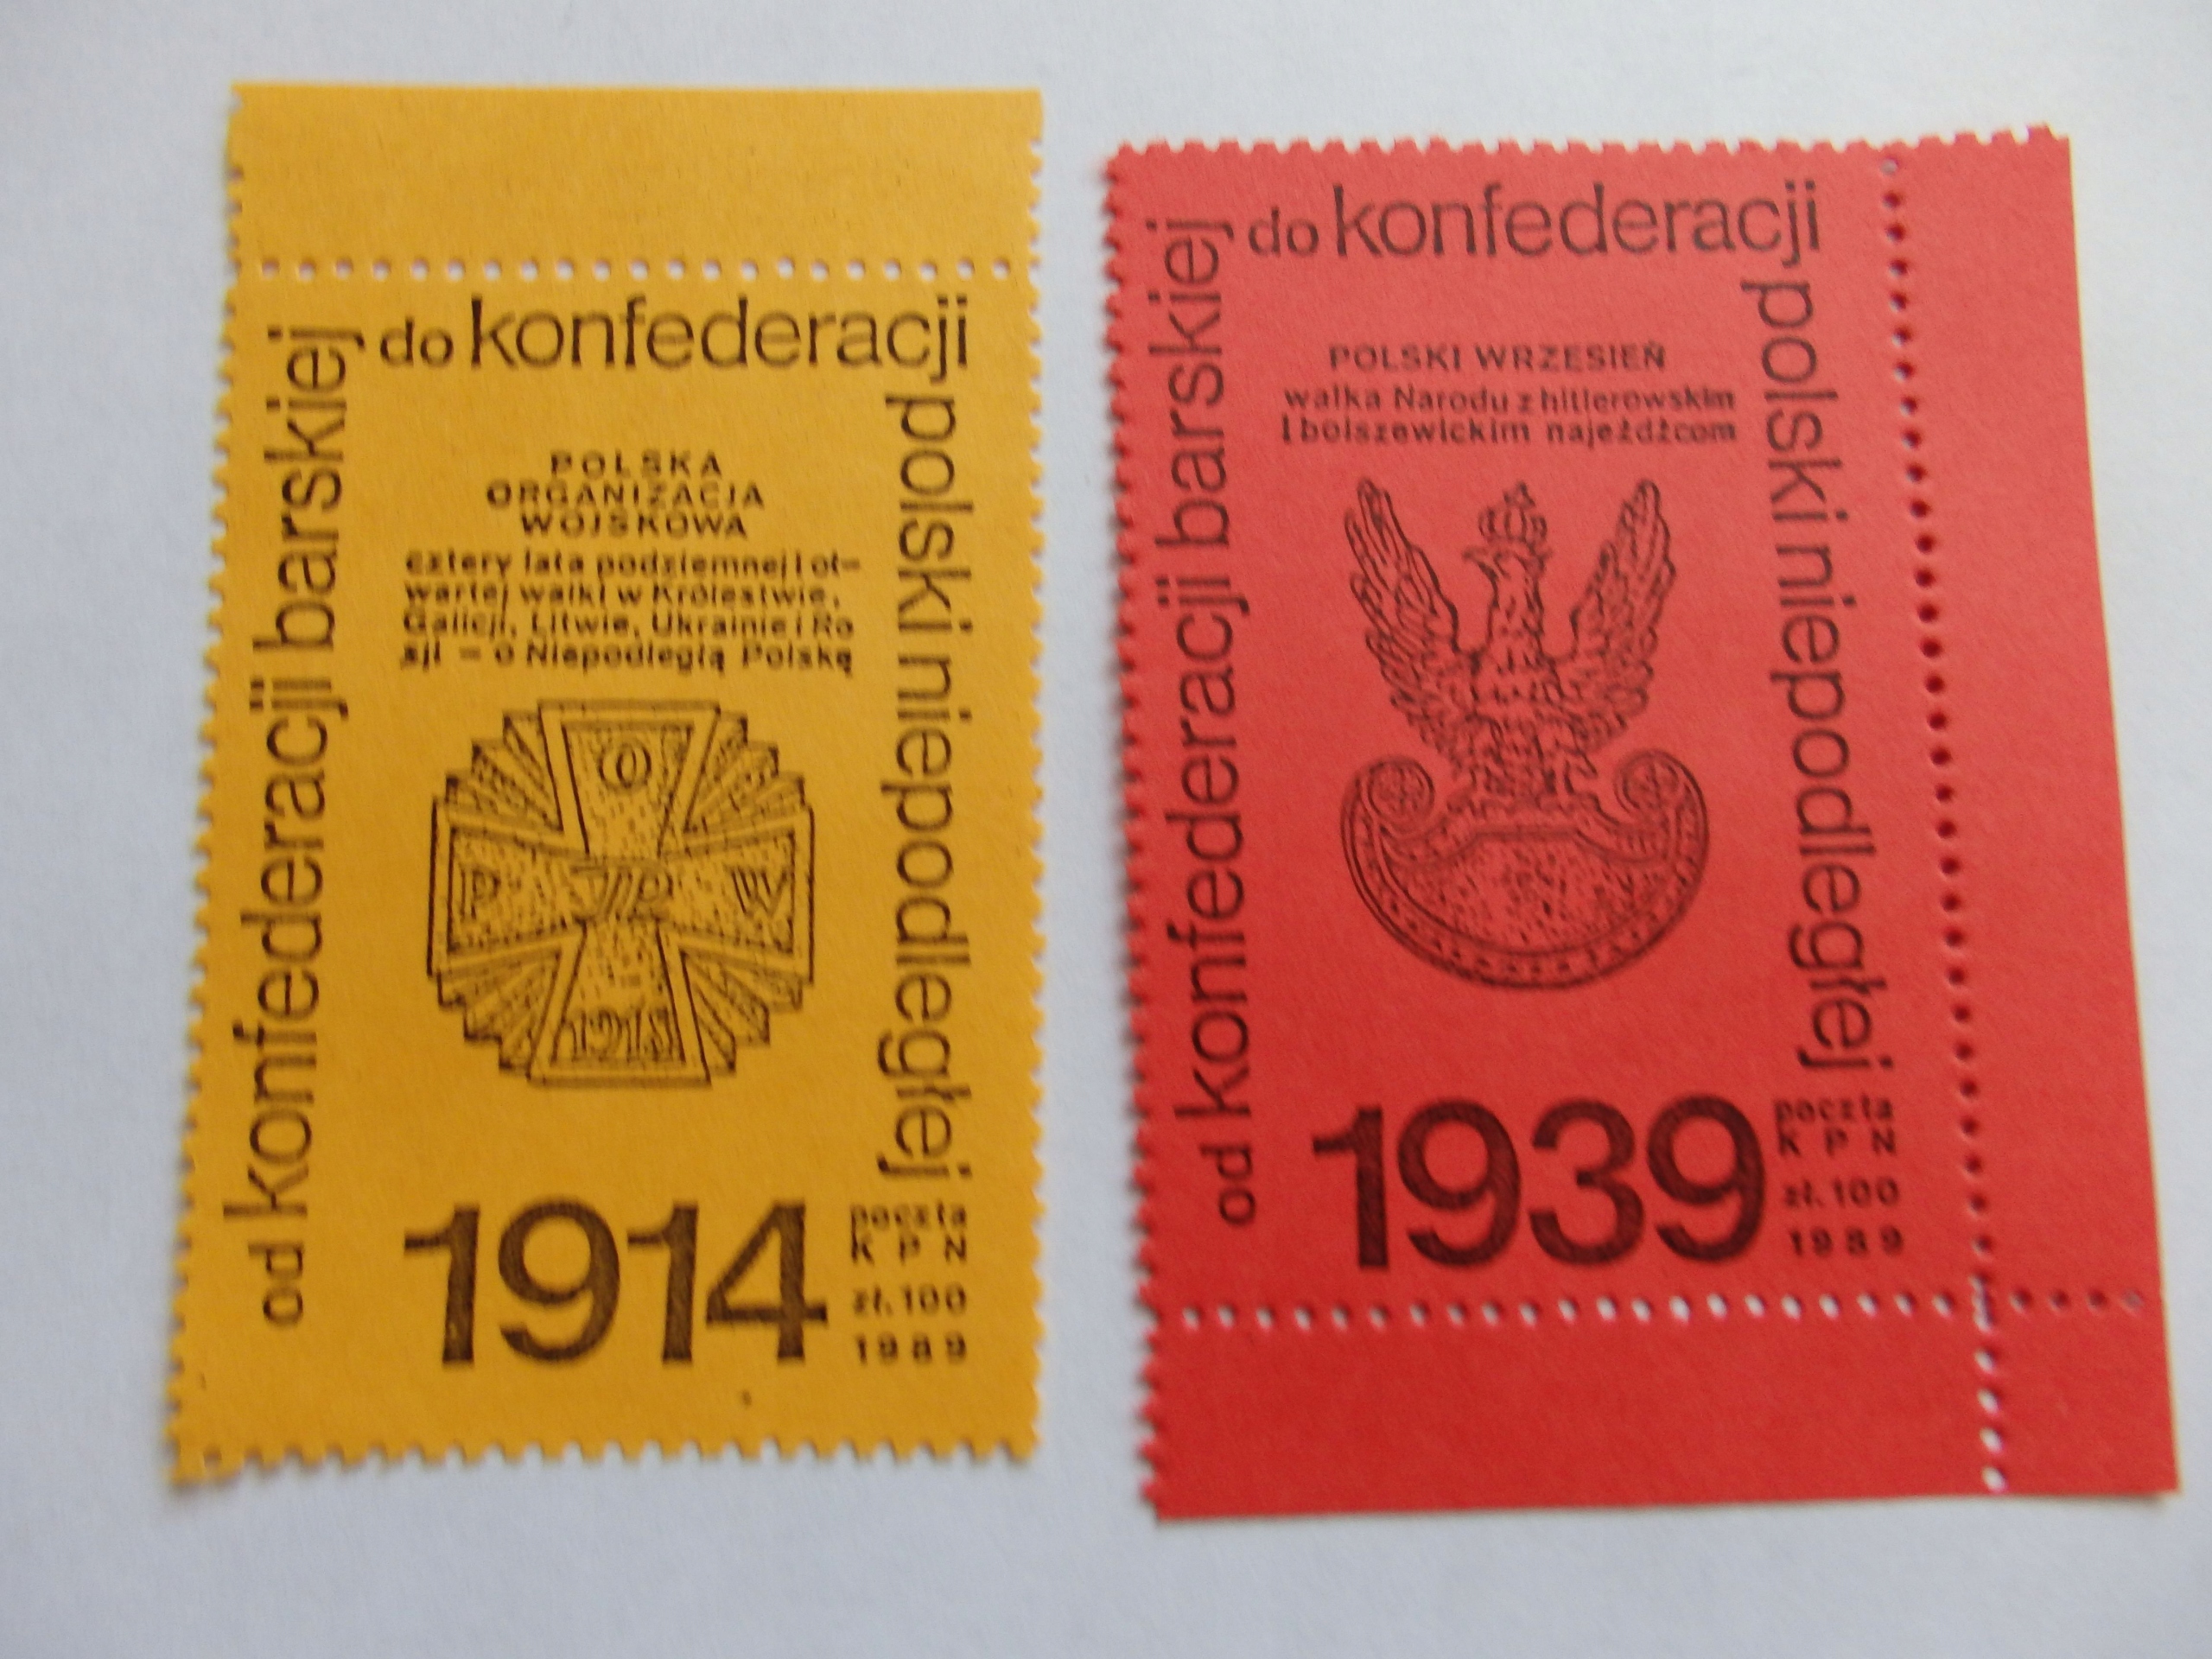 od konfederacji barskiej
do konfederacji
polski niepodległej
POLSKA
ORGANIZACJA
WOJSKOWA
cztery lata podziemnej i ot-
wartej walki w Królestwie,
Galicji, Litwie, Ukrainie i Ro
sji - o Niepodległą Polskę
O
P W
1918
1914
poczta
K P N
zł. 100
1989
od konfederacji barskiej
do konfederacji
polski niepodległej
POLSKI WRZESIEŃ
walka Narodu z hitlerowskim
i bolszewickim najeźdźcom
1939
poczta
K P N
zł. 100
1989